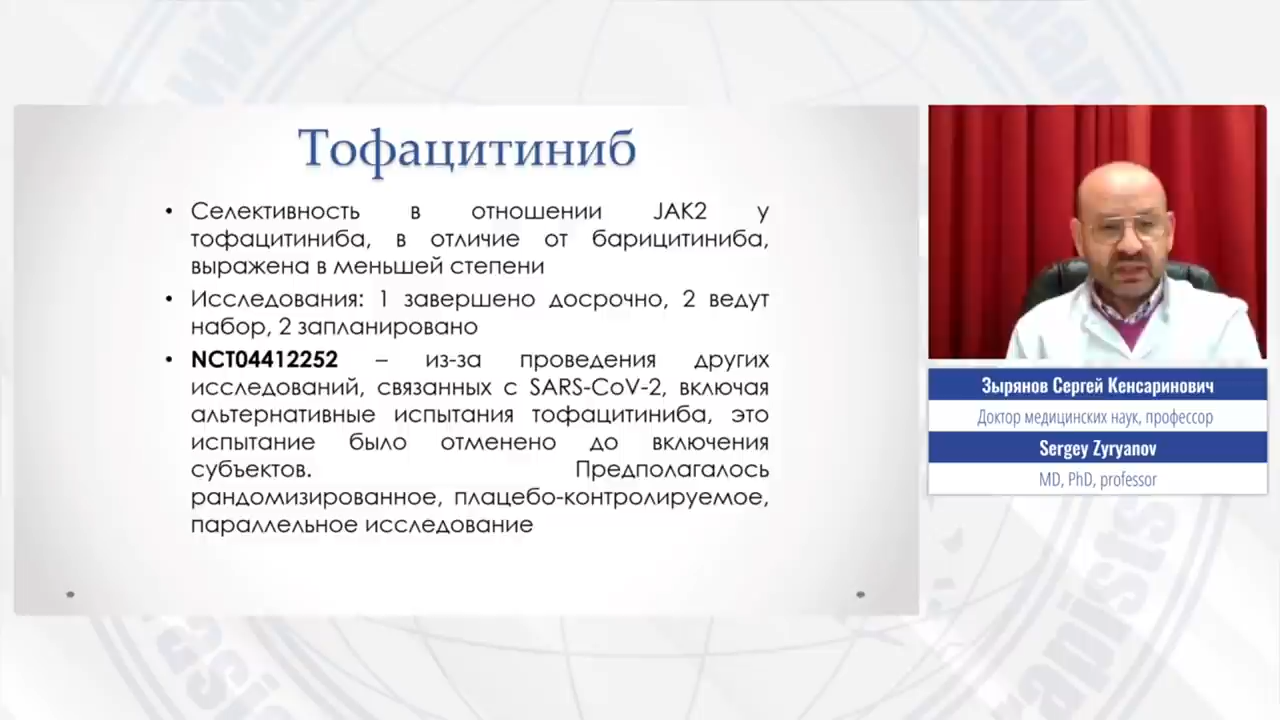 Тофацитиниб
• Селективность в отношении JAK2 у
тофацитиниба, в отличие от барицитиниба,
выражена в меньшей степени
• Исследования: 1 завершено досрочно, 2 ведут
набор, 2 запланировано
• NCT04412252 – из-за проведения других
исследований, связанных с SARS-CoV-2, включая
альтернативные испытания тофацитиниба, это
испытание было отменено до включения
субъектов. Предполагалось
рандомизированное, плацебо-контролируемое,
параллельное исследование
Зырянов Сергей Кенсаринович
Доктор медицинских наук, профессор
Sergey Zyryanov
MD, PhD, professor